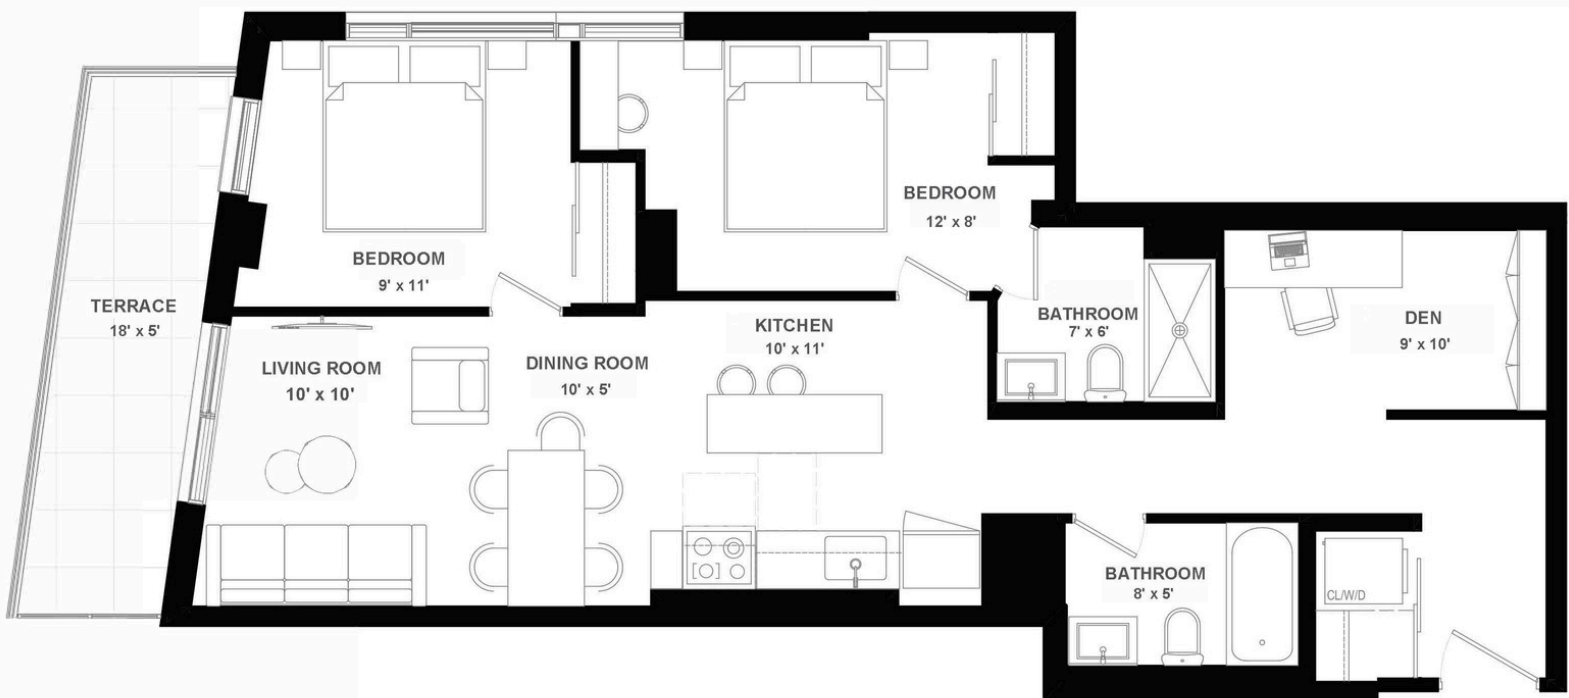 BEDROOM
12' x 8'
BEDROOM
9' x 11'
TERRACE
18' x 5'
LIVING ROOM
10' x 10'
DINING ROOM
10' x 5'
KITCHEN
10' x 11'
BATHROOM
7' x 6'
DEN
9' x 10'
BATHROOM
8' x 5'
CL/W/D